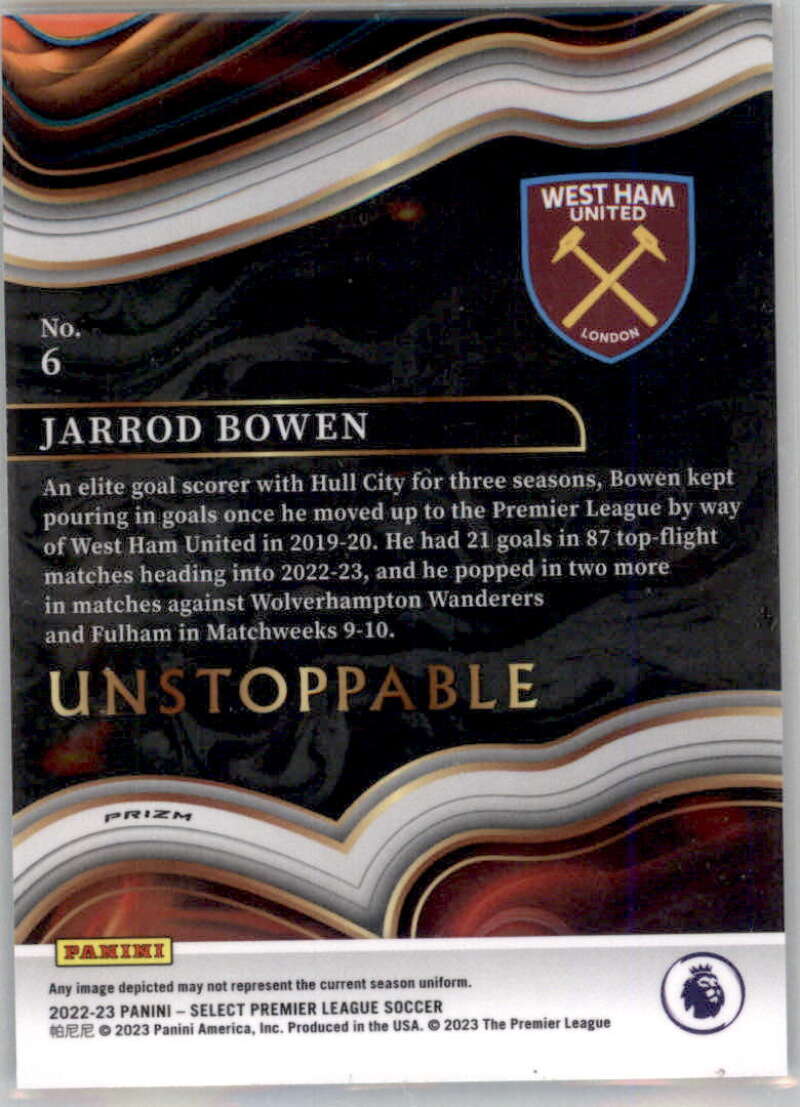 WEST HAM
UNITED
LONDON
No.
6
JARROD BOWEN
An elite goal scorer with Hull City for three seasons, Bowen kept
pouring in goals once he moved up to the Premier League by way
of West Ham United in 2019-20. He had 21 goals in 87 top-flight
matches heading into 2022-23, and he popped in two more
in matches against Wolverhampton Wanderers
and Fulham in Matchweeks 9-10.
UNSTOPPABLE
PRIZM
PANINI
Any image depicted may not represent the current season uniform.
2022-23 PANINI – SELECT PREMIER LEAGUE SOCCER
帕尼尼 © 2023 Panini America, Inc. Produced in the USA. © 2023 The Premier League